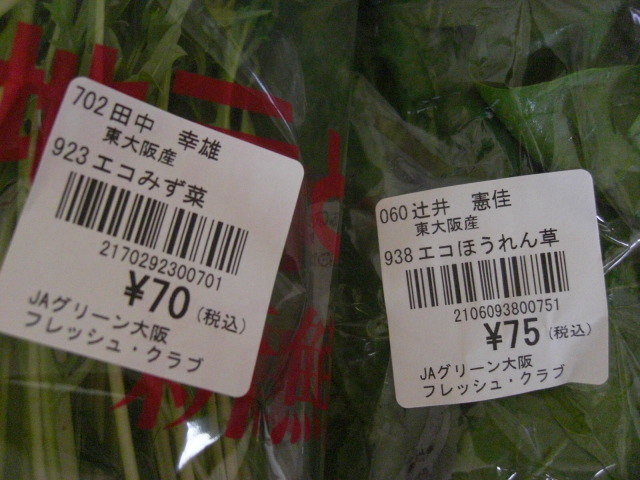 702 田中 幸雄
東大阪産
923 エコみず菜
2170292300701
¥70 (税込)
JAグリーン大阪
フレッシュ・クラブ
060 辻井 憲佳
東大阪産
938 エコほうれん草
2106093800751
¥75 (税込)
JAグリーン大阪
フレッシュ・クラブ